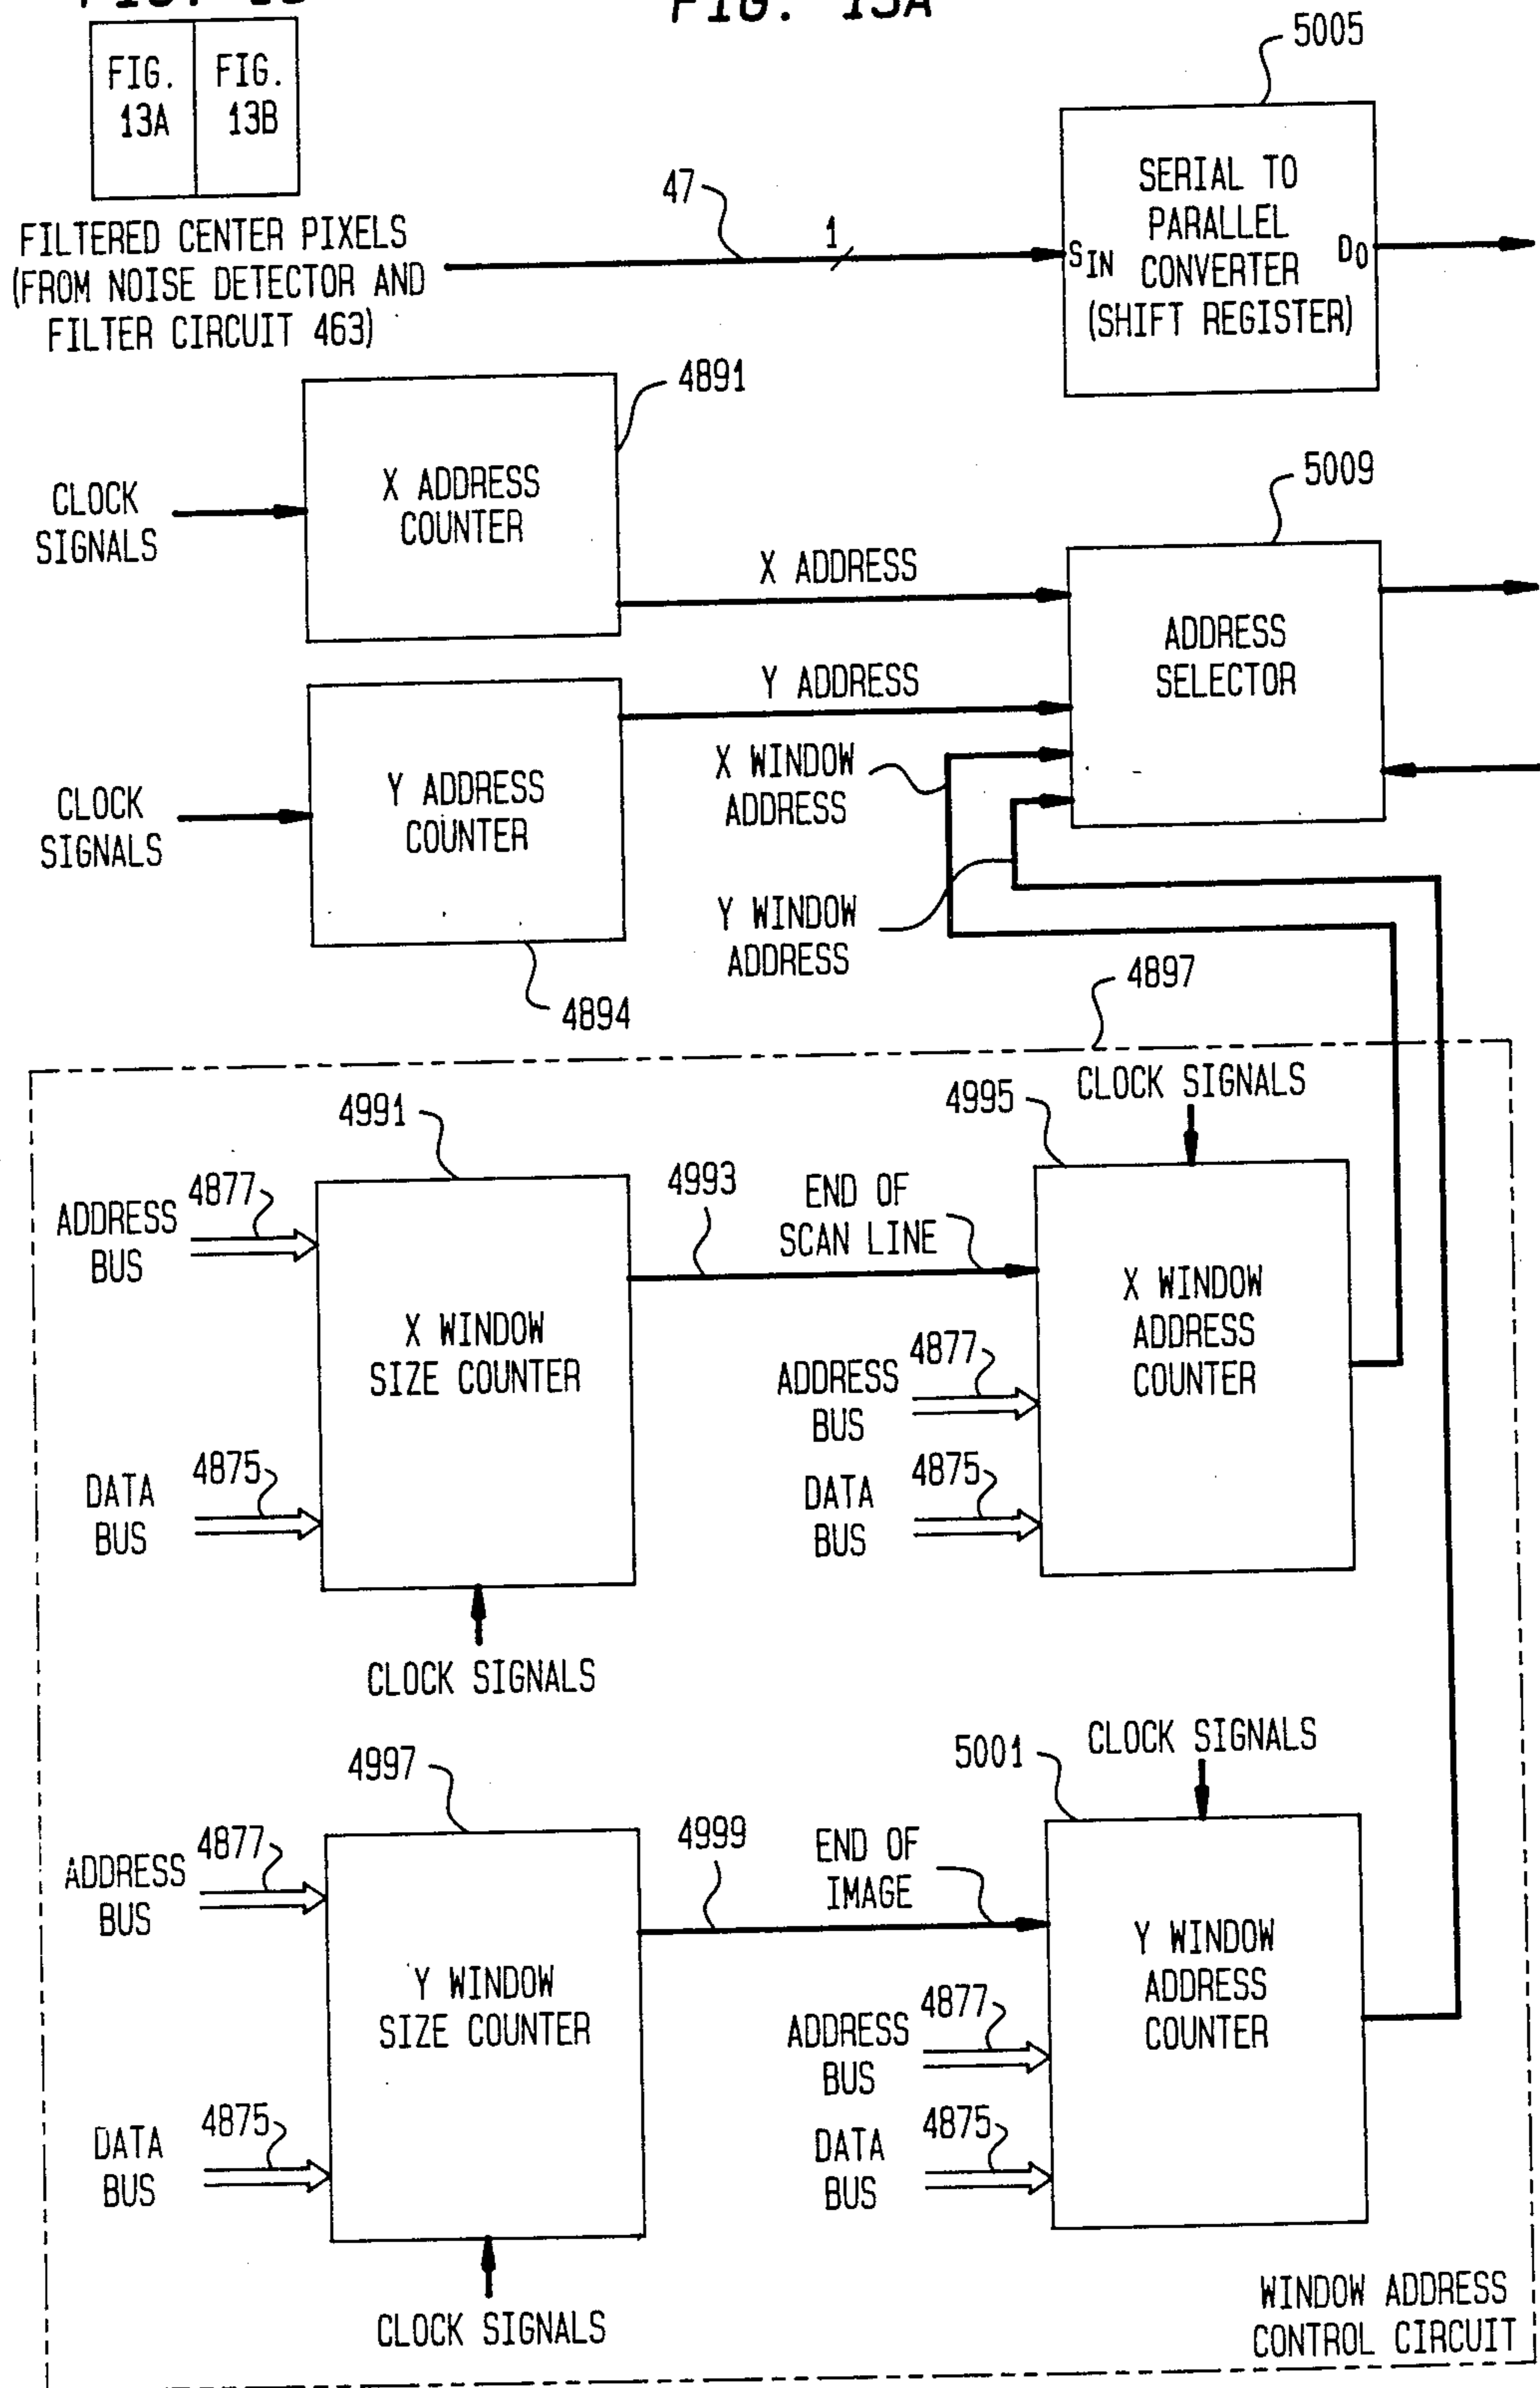 FIG. 13A
FIG. 13A
FIG. 13B
5005
47
1
SERIAL TO
PARALLEL
CONVERTER
(SHIFT REGISTER)
SIN
DO
FILTERED CENTER PIXELS
(FROM NOISE DETECTOR AND
FILTER CIRCUIT 463)
4891
X ADDRESS
COUNTER
CLOCK
SIGNALS
5009
X ADDRESS
ADDRESS
SELECTOR
Y ADDRESS
Y ADDRESS
COUNTER
CLOCK
SIGNALS
X WINDOW
ADDRESS
Y WINDOW
ADDRESS
4894
4897
4991
4995
CLOCK SIGNALS
ADDRESS
BUS
4877
4993
END OF
SCAN LINE
X WINDOW
SIZE COUNTER
X WINDOW
ADDRESS
COUNTER
ADDRESS
BUS
4877
DATA
BUS
4875
DATA
BUS
4875
CLOCK SIGNALS
4997
5001
CLOCK SIGNALS
ADDRESS
BUS
4877
4999
END OF
IMAGE
Y WINDOW
SIZE COUNTER
Y WINDOW
ADDRESS
COUNTER
ADDRESS
BUS
4877
DATA
BUS
4875
DATA
BUS
4875
CLOCK SIGNALS
WINDOW ADDRESS
CONTROL CIRCUIT